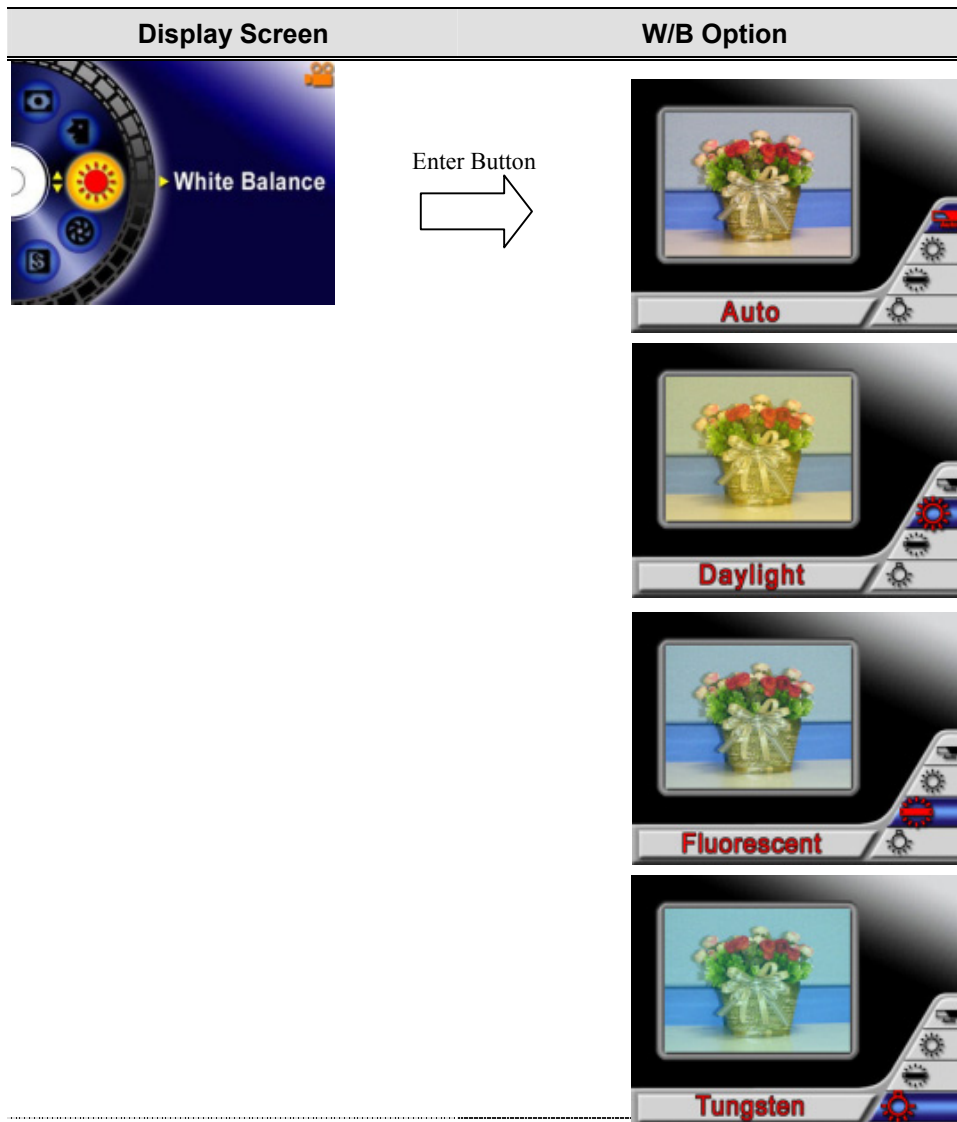 Display Screen W/B Option
White Balance
Enter Button
Auto
Daylight
Fluorescent
Tungsten